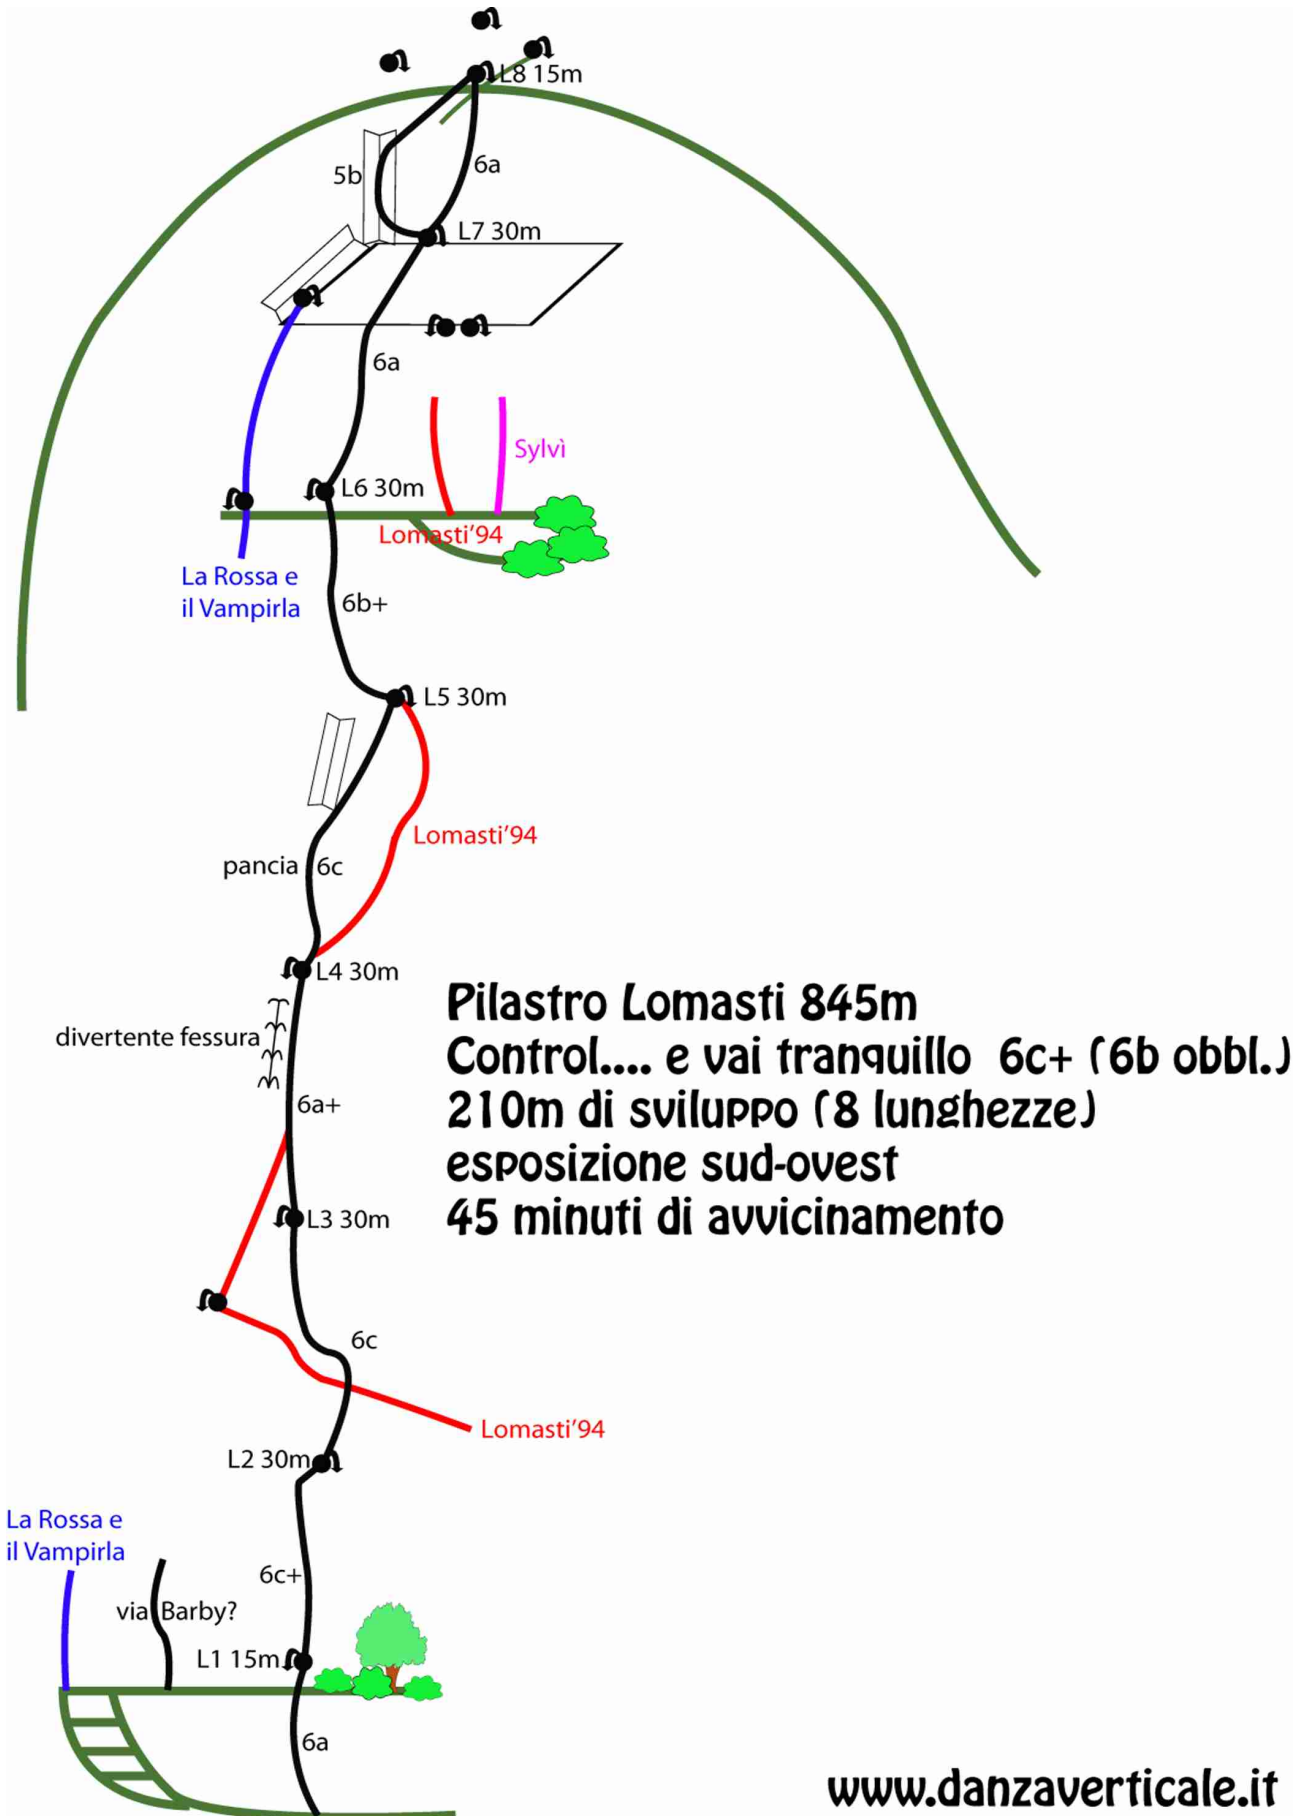 L8 15m
5b
6a
L7 30m
6a
Sylvì
L6 30m
Lomasti'94
La Rossa e
il Vampirla
6b+
L5 30m
Lomasti'94
pancia
6c
L4 30m
divertente fessura
6a+
Pilastro Lomasti 845m
Control.... e vai tranquillo 6c+ (6b obbl.)
210m di sviluppo (8 lunghezze)
esposizione sud-ovest
45 minuti di avvicinamento
L3 30m
6c
Lomasti'94
L2 30m
La Rossa e
il Vampirla
6c+
via Barby?
L1 15m
6a
www.danzaverticale.it